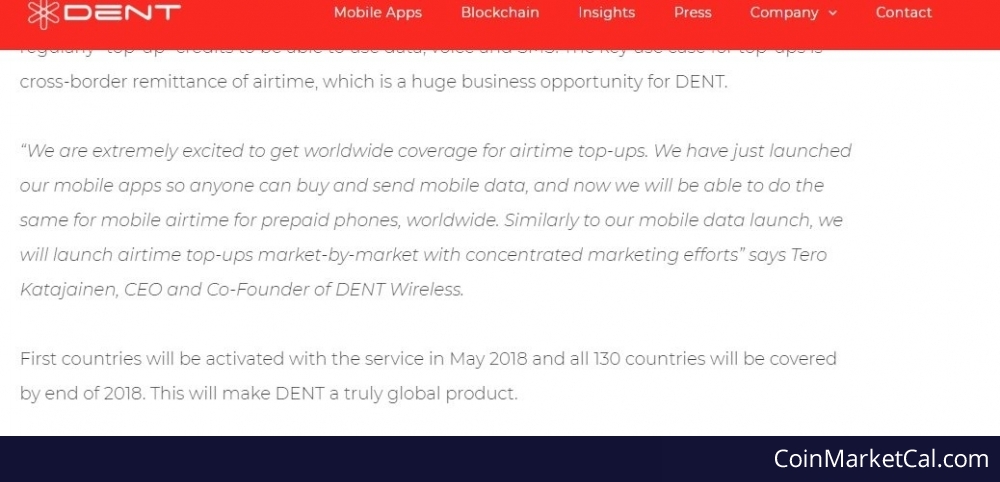 DENT
Mobile Apps Blockchain Insights Press Company Contact
cross-border remittance of airtime, which is a huge business opportunity for DENT.
“We are extremely excited to get worldwide coverage for airtime top-ups. We have just launched
our mobile apps so anyone can buy and send mobile data, and now we will be able to do the
same for mobile airtime for prepaid phones, worldwide. Similarly to our mobile data launch, we
will launch airtime top-ups market-by-market with concentrated marketing efforts” says Tero
Katajainen, CEO and Co-Founder of DENT Wireless.
First countries will be activated with the service in May 2018 and all 130 countries will be covered
by end of 2018. This will make DENT a truly global product.
CoinMarketCal.com